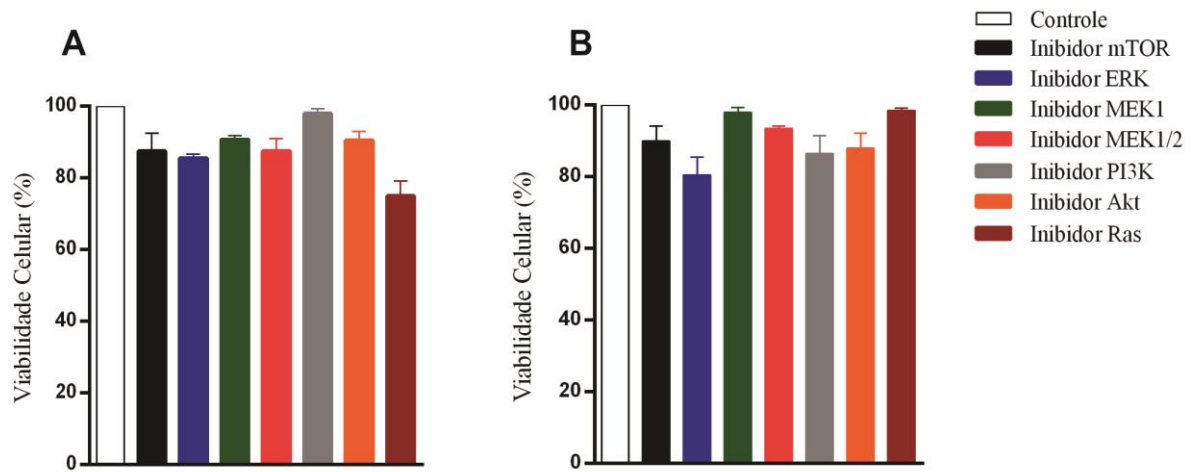 A
Viabilidade Celular (%)
100
80
60
40
20
0
B
Viabilidade Celular (%)
100
80
60
40
20
0
Controle
Inibidor mTOR
Inibidor ERK
Inibidor MEK1
Inibidor MEK1/2
Inibidor PI3K
Inibidor Akt
Inibidor Ras